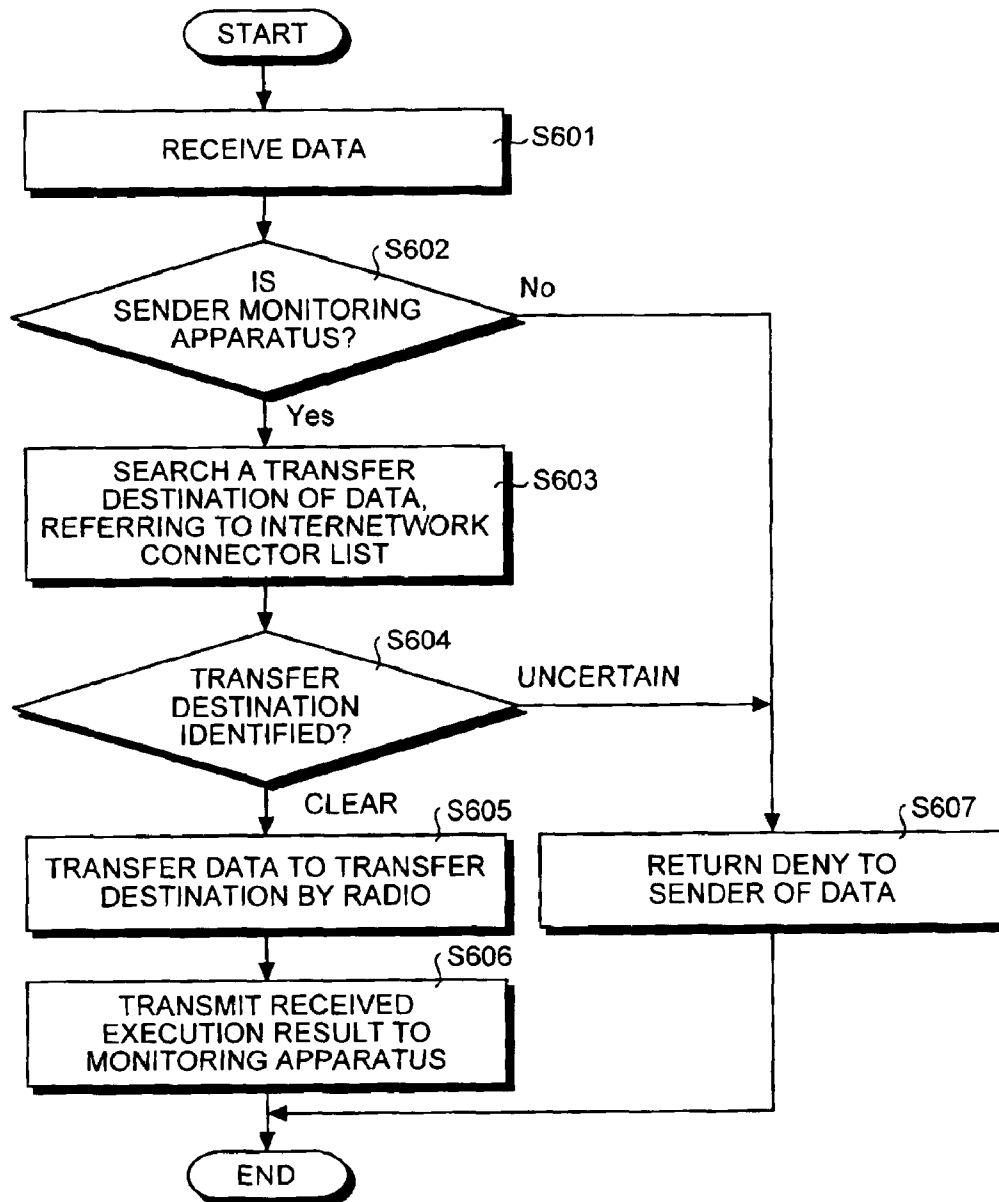 START
RECEIVE DATA
S601
S602
IS
SENDER MONITORING
APPARATUS?
No
Yes
SEARCH A TRANSFER
DESTINATION OF DATA,
REFERRING TO INTERNETWORK
CONNECTOR LIST
S603
S604
TRANSFER
DESTINATION
IDENTIFIED?
UNCERTAIN
CLEAR
S605
TRANSFER DATA TO TRANSFER
DESTINATION BY RADIO
S607
RETURN DENY TO
SENDER OF DATA
S606
TRANSMIT RECEIVED
EXECUTION RESULT TO
MONITORING APPARATUS
END